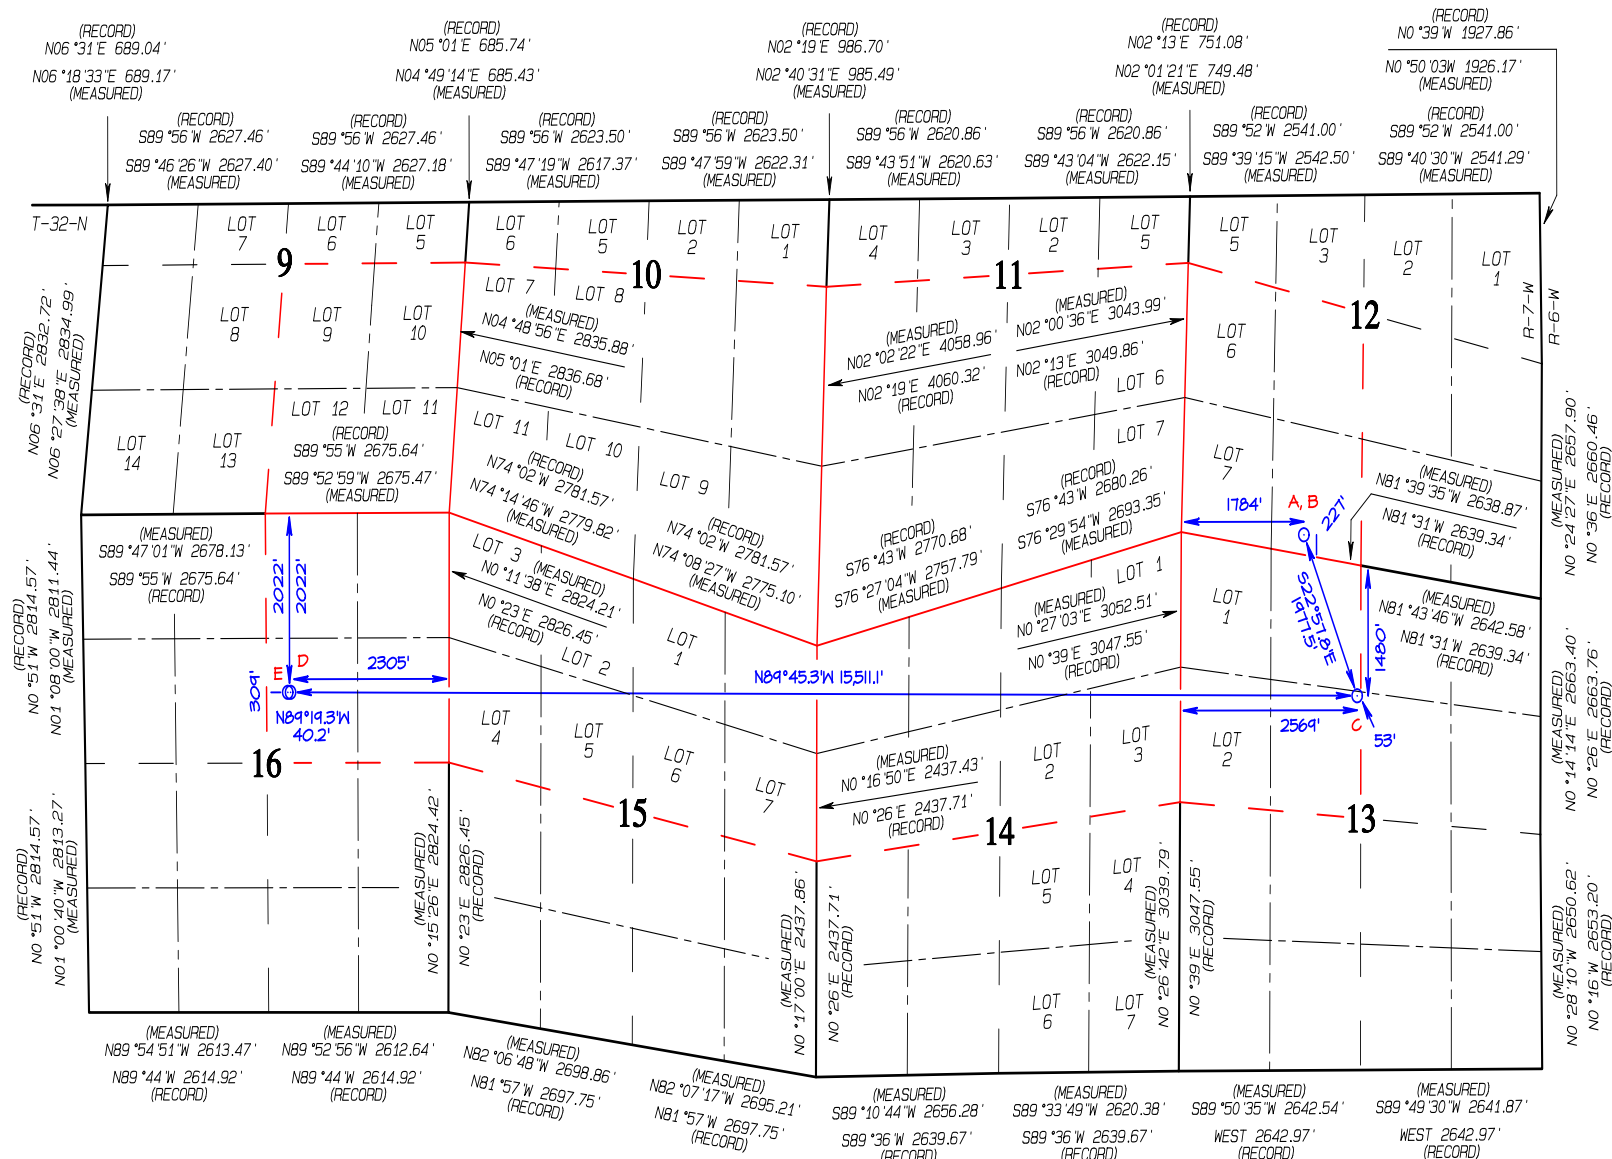 (RECORD)
N06°31'E 689.04'
N06°18'33"E 689.17'
(MEASURED)
(RECORD)
N05°01'E 685.74'
N04°49'14"E 685.43'
(MEASURED)
(RECORD)
N02°19'E 986.70'
N02°40'31"E 985.49'
(MEASURED)
(RECORD)
N02°13'E 751.08'
N02°01'21"E 749.48'
(MEASURED)
(RECORD)
N0°39'W 1927.86'
N0°50'03W 1926.17'
(MEASURED)
(RECORD)
S89°56'W 2627.46'
S89°46'26"W 2627.40'
(MEASURED)
(RECORD)
S89°56'W 2627.46'
S89°44'10"W 2627.18'
(MEASURED)
(RECORD)
S89°56'W 2623.50'
S89°47'19"W 2617.37'
(MEASURED)
(RECORD)
S89°56'W 2623.50'
S89°47'59"W 2622.31'
(MEASURED)
(RECORD)
S89°56'W 2620.86'
S89°43'51"W 2620.63'
(MEASURED)
(RECORD)
S89°56'W 2620.86'
S89°43'04"W 2622.15'
(MEASURED)
(RECORD)
S89°52'W 2541.00'
S89°39'15"W 2542.50'
(MEASURED)
(RECORD)
S89°52'W 2541.00'
S89°40'30"W 2541.29'
(MEASURED)
T-32-N
LOT
7
LOT
6
LOT
5
LOT
6
LOT
5
LOT
2
LOT
1
LOT
4
LOT
3
LOT
2
LOT
5
LOT
5
LOT
3
LOT
2
LOT
1
9
10
11
12
R-7-W
R-6-W
(RECORD)
N06°31'E 2832.72'
N06°27'38"E 2834.99'
(MEASURED)
LOT
8
LOT
9
LOT
10
LOT 7
LOT 8
(MEASURED)
N04°48'56"E 2835.88'
N05°01'E 2836.68'
(RECORD)
(MEASURED)
N02°02'22"E 4058.96'
N02°19'E 4060.32'
(RECORD)
(MEASURED)
N02°00'36"E 3043.99'
N02°13'E 3049.86'
(RECORD)
LOT
6
LOT 6
LOT
14
LOT
13
LOT 12
LOT 11
(RECORD)
S89°55'W 2675.64'
S89°52'59"W 2675.47'
(MEASURED)
LOT 11
LOT 10
LOT 9
(RECORD)
N74°02'W 2781.57'
N74°14'46"W 2779.82'
(MEASURED)
(RECORD)
N74°02'W 2781.57'
N74°08'27"W 2775.10'
(MEASURED)
(RECORD)
S76°43'W 2770.68'
S76°27'04"W 2757.79'
(MEASURED)
(RECORD)
S76°43'W 2680.26'
S76°29'54"W 2693.35'
(MEASURED)
LOT 7
LOT
7
1784'
A, B
227'
(MEASURED)
N81°39'35"W 2638.87'
N81°31'W 2639.34'
(RECORD)
(MEASURED)
N0°24'27"E 2657.90'
N0°36'E 2660.46'
(RECORD)
(MEASURED)
S89°47'01"W 2678.13'
S89°55'W 2675.64'
(RECORD)
(RECORD)
N0°51'W 2814.57'
N01°08'00"W 2811.44'
(MEASURED)
2022'
2022'
LOT 3
(MEASURED)
N0°11'38"E 2824.21'
N0°23'E 2826.45'
(RECORD)
LOT 2
LOT
1
LOT 1
(MEASURED)
N0°27'03"E 3052.51'
N0°39'E 3047.55'
(RECORD)
LOT
1
S22°57.8'E
1977.5'
1480'
(MEASURED)
N81°43'46"W 2642.58'
N81°31'W 2639.34'
(RECORD)
(MEASURED)
N0°14'14"E 2663.40'
N0°26'E 2663.76'
(RECORD)
E
D
2305'
309'
N89°19.3'W
40.2'
N89°45.3'W 15,511.1'
2569'
C
53'
16
LOT
4
LOT
5
LOT
6
LOT
7
(MEASURED)
N0°16'50"E 2437.43'
N0°26'E 2437.71'
(RECORD)
LOT
2
LOT
3
LOT
2
15
14
13
(RECORD)
N0°51'W 2814.57'
N01°00'40"W 2813.27'
(MEASURED)
(MEASURED)
N0°15'26"E 2824.42'
N0°23'E 2826.45'
(RECORD)
(MEASURED)
N0°17'00"E 2437.86'
N0°26'E 2437.71'
(RECORD)
LOT
5
LOT
4
LOT
6
LOT
7
(MEASURED)
N0°26'42"E 3039.79'
N0°39'E 3047.55'
(RECORD)
(MEASURED)
N0°28'10"W 2650.62'
N0°16'W 2653.20'
(RECORD)
(MEASURED)
N89°54'51"W 2613.47'
N89°44'W 2614.92'
(RECORD)
(MEASURED)
N89°52'56"W 2612.64'
N89°44'W 2614.92'
(RECORD)
(MEASURED)
N82°06'48"W 2698.86'
N81°57'W 2697.75'
(RECORD)
(MEASURED)
N82°07'17"W 2695.21'
N81°57'W 2697.75'
(RECORD)
(MEASURED)
S89°10'44"W 2656.28'
S89°36'W 2639.67'
(RECORD)
(MEASURED)
S89°33'49"W 2620.38'
S89°36'W 2639.67'
(RECORD)
(MEASURED)
S89°50'35"W 2642.54'
WEST 2642.97'
(RECORD)
(MEASURED)
S89°49'30"W 2641.87'
WEST 2642.97'
(RECORD)